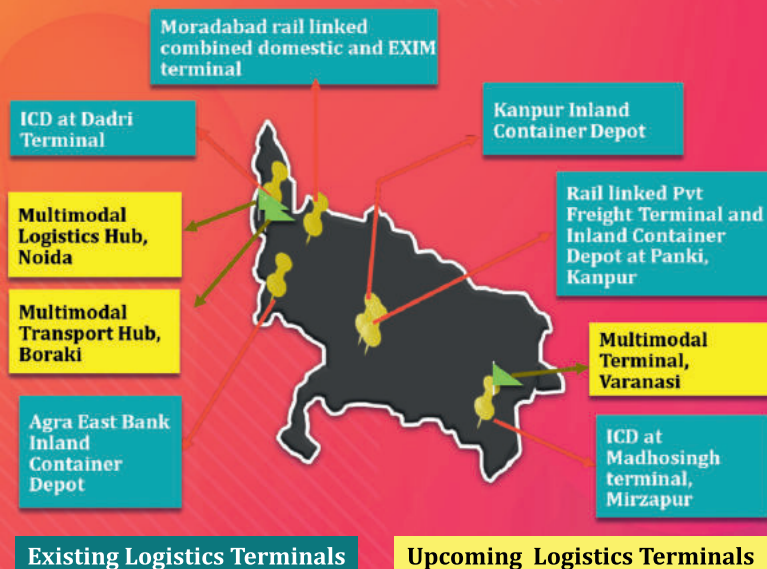 Moradabad rail linked
combined domestic and EXIM
terminal
ICD at Dadri
Terminal
Kanpur Inland
Container Depot
Multimodal
Logistics Hub,
Noida
Rail linked Pvt
Freight Terminal and
Inland Container
Depot at Panki,
Kanpur
Multimodal
Transport Hub,
Boraki
Multimodal
Terminal,
Varanasi
Agra East Bank
Inland
Container
Depot
ICD at
Madhosingh
terminal,
Mirzapur
Existing Logistics Terminals
Upcoming Logistics Terminals